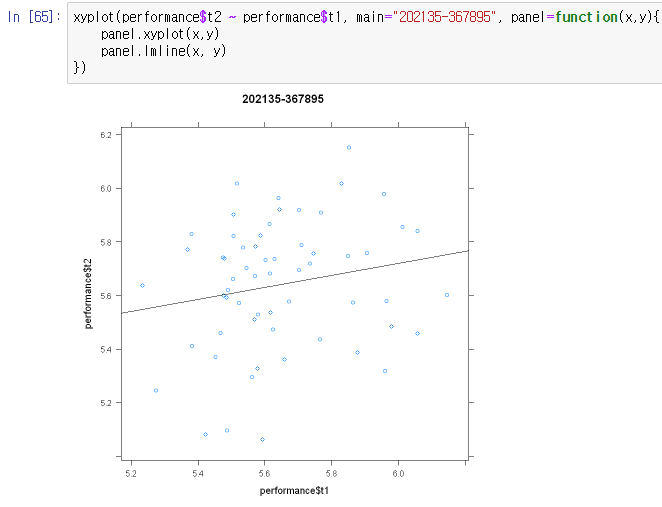 In [65]: xyplot(performance$t2 ~ performance$t1, main="202135-367895", panel=function(x,y){
panel.xyplot(x,y)
panel.lmline(x, y)
})
202135-367895
6.2
6.0
5.8
5.6
5.4
5.2
performance$t2
5.2 5.4 5.6 5.8 6.0
performance$t1